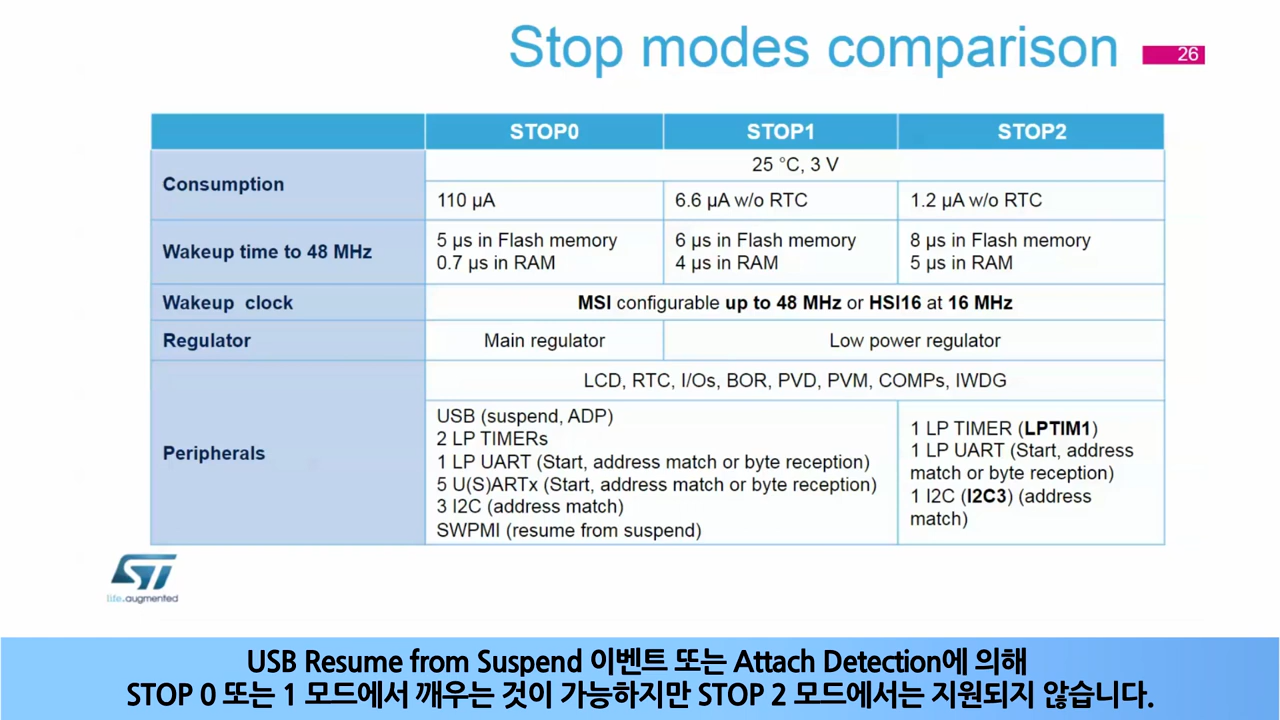 Stop modes comparison
26
STOP0
STOP1
STOP2
Consumption
25 °C, 3 V
110 µA
6.6 µA w/o RTC
1.2 µA w/o RTC
Wakeup time to 48 MHz
5 µs in Flash memory
0.7 µs in RAM
6 µs in Flash memory
4 µs in RAM
8 µs in Flash memory
5 µs in RAM
Wakeup clock
MSI configurable up to 48 MHz or HSI16 at 16 MHz
Regulator
Main regulator
Low power regulator
Peripherals
LCD, RTC, I/Os, BOR, PVD, PVM, COMPs, IWDG
USB (suspend, ADP)
2 LP TIMERs
1 LP UART (Start, address match or byte reception)
5 U(S)ARTx (Start, address match or byte reception)
3 I2C (address match)
SWPMI (resume from suspend)
1 LP TIMER (LPTIM1)
1 LP UART (Start, address
match or byte reception)
1 I2C (I2C3) (address
match)
ST
life.augmented
USB Resume from Suspend 이벤트 또는 Attach Detection에 의해
STOP 0 또는 1 모드에서 깨우는 것이 가능하지만 STOP 2 모드에서는 지원되지 않습니다.